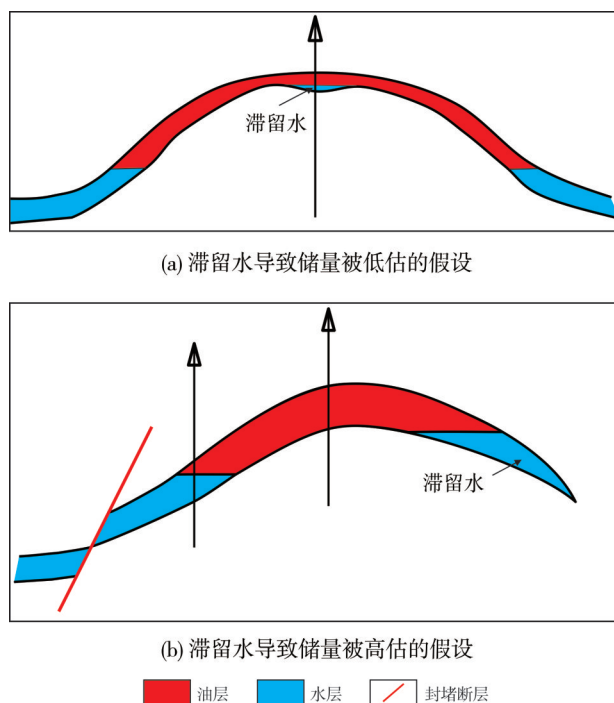 滞留水
(a) 滞留水导致储量被低估的假设
滞留水
(b) 滞留水导致储量被高估的假设
油层 水层 封堵断层